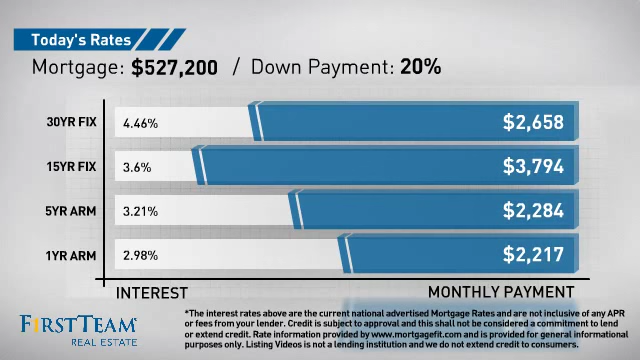 Today's Rates
Mortgage: $527,200 / Down Payment: 20%
30YR FIX 4.46% $2,658
15YR FIX 3.6% $3,794
5YR ARM 3.21% $2,284
1YR ARM 2.98% $2,217
INTEREST MONTHLY PAYMENT
FIRSTTEAM®
REAL ESTATE
*The interest rates above are the current national advertised Mortgage Rates and are not inclusive of any APR
or fees from your lender. Credit is subject to approval and this shall not be considered a commitment to lend
or extend credit. Rate information provided by www.mortgagefit.com and is provided for general informational
purposes only. Listing Videos is not a lending institution and we do not extend credit to consumers.